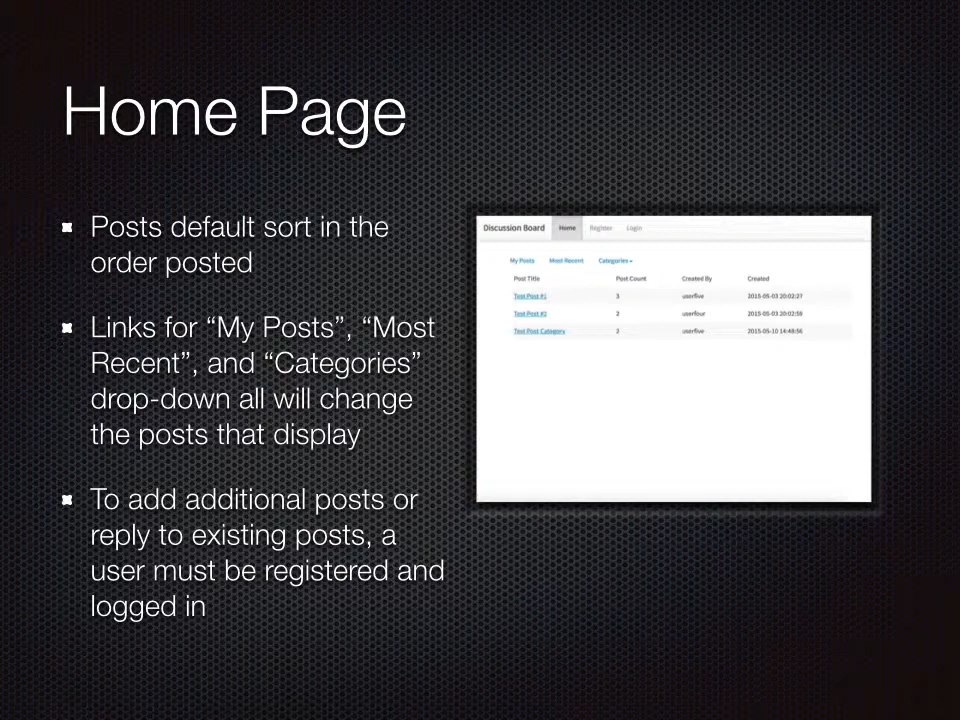 Home Page
Posts default sort in the
order posted
Links for “My Posts”, “Most
Recent”, and “Categories”
drop-down all will change
the posts that display
To add additional posts or
reply to existing posts, a
user must be registered and
logged in
Discussion Board Home Register Login
My Posts Most Recent Categories
Post Title Post Count Created By Created
Test Post #1 3 userfive 2015-05-03 20:02:27
Test Post #2 2 userfour 2015-05-03 20:02:58
Test Post Category userfive 2015-05-10 14:48:56